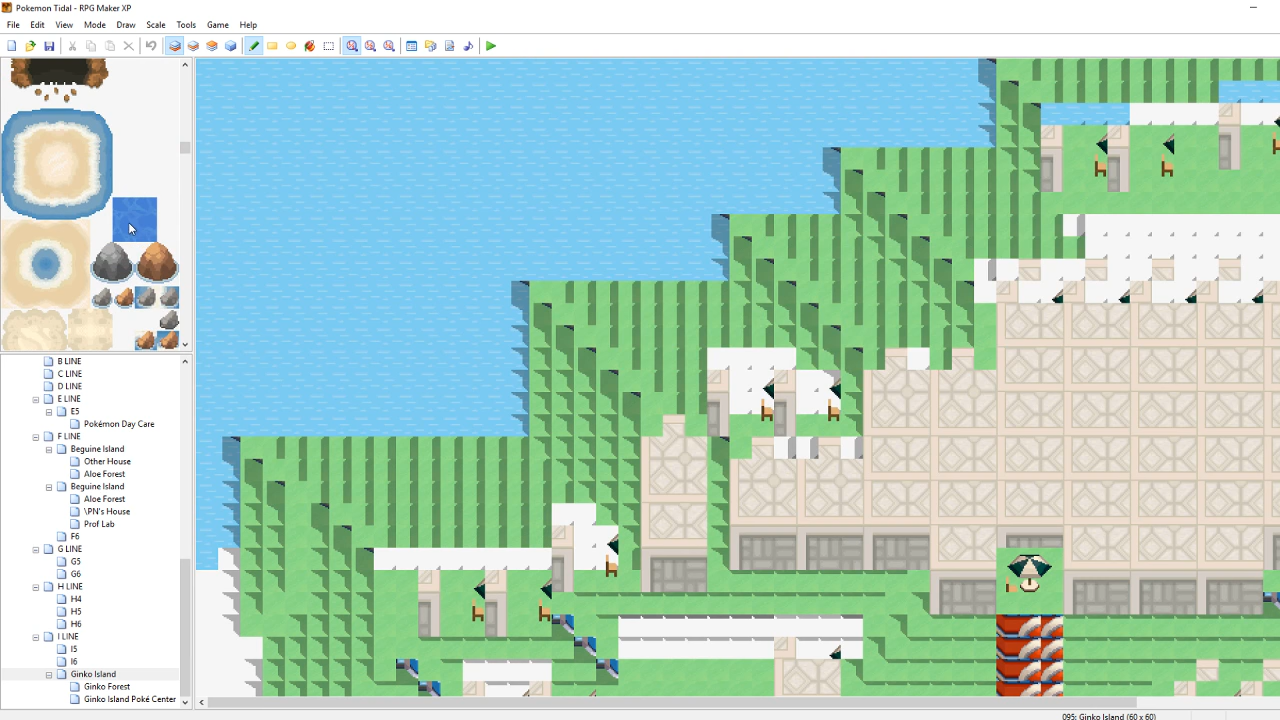 Pokemon Tidal - RPG Maker XP
File Edit View Mode Draw Scale Tools Game Help
B LINE
C LINE
D LINE
E LINE
E5
Pokémon Day Care
F LINE
Beguine Island
Other House
Aloe Forest
Beguine Island
Aloe Forest
\PN's House
Prof Lab
F6
G LINE
G5
G6
H LINE
H4
H5
H6
I LINE
I5
I6
Ginko Island
Ginko Forest
Ginko Island Poké Center
095: Ginko Island (60 x 60)